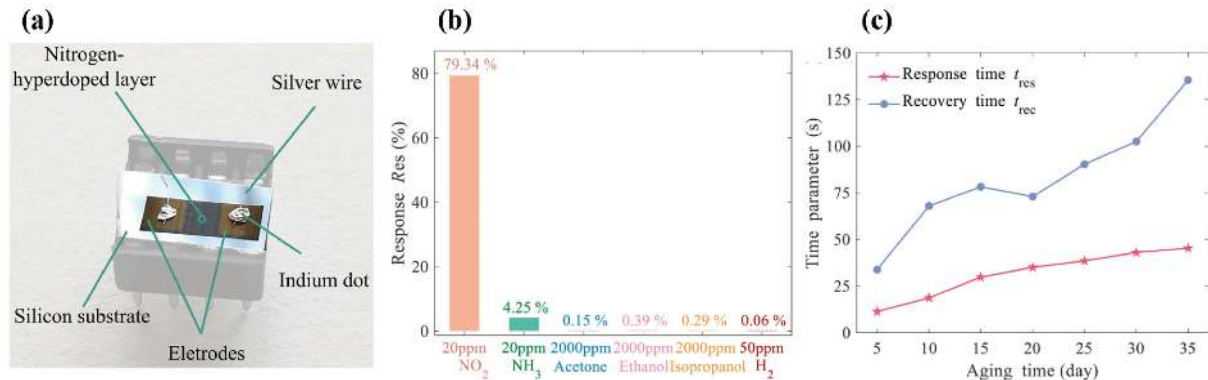 (a)
Nitrogen-
hyperdoped layer
Silver wire
Indium dot
Silicon substrate
Eletrodes
(b)
Response Res (%)
80
60
40
20
0
79.34 %
4.25 %
0.15 %
0.39 %
0.29 %
0.06 %
20ppm
NO₂
20ppm
NH₃
2000ppm
Acetone
2000ppm
Ethanol
2000ppm
Isopropanol
50ppm
H₂
(c)
Time parameter (s)
150
125
100
75
50
25
0
Response time tres
Recovery time trec
5 10 15 20 25 30 35
Aging time (day)